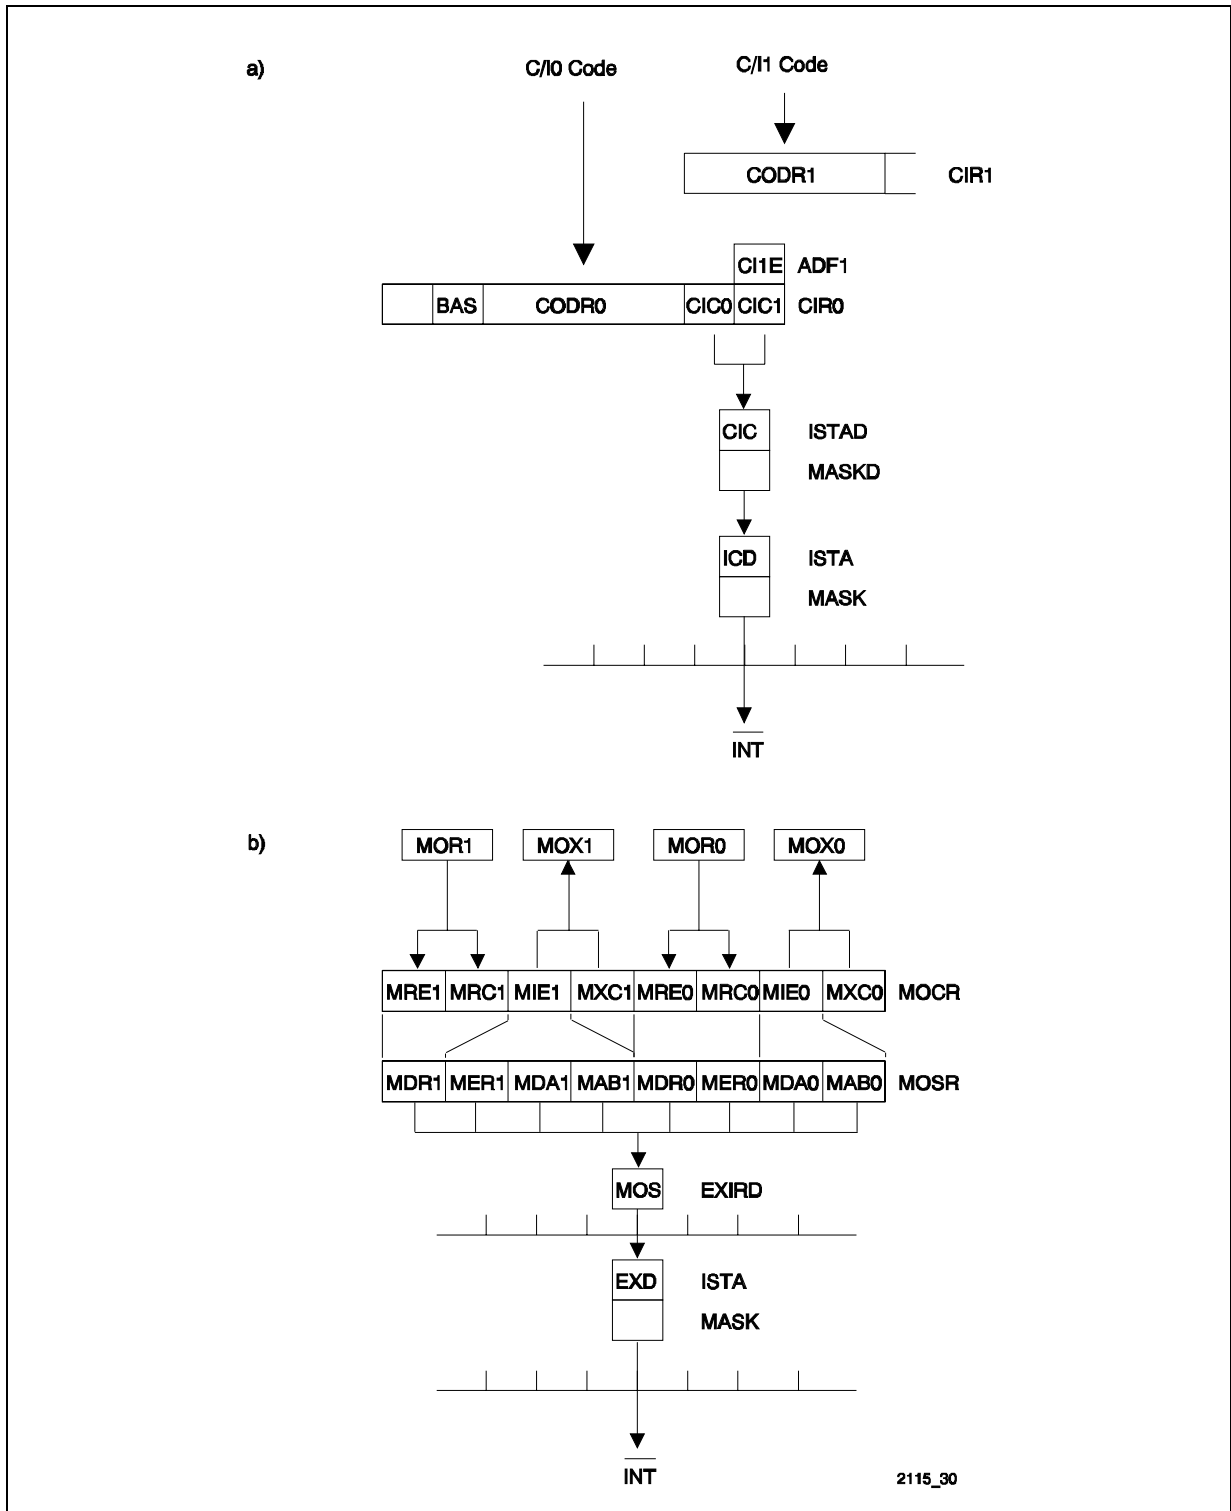 a)
C/I0 Code
C/I1 Code
CODR1 CIR1
CI1E ADF1
BAS CODR0 CIC0 CIC1 CIR0
CIC ISTAD
MASKD
ICD ISTA
MASK
INT
b)
MOR1 MOX1 MOR0 MOX0
MRE1 MRC1 MIE1 MXC1 MRE0 MRC0 MIE0 MXC0 MOCR
MDR1 MER1 MDA1 MAB1 MDR0 MER0 MDA0 MAB0 MOSR
MOS EXIRD
EXD ISTA
MASK
INT
2115_30